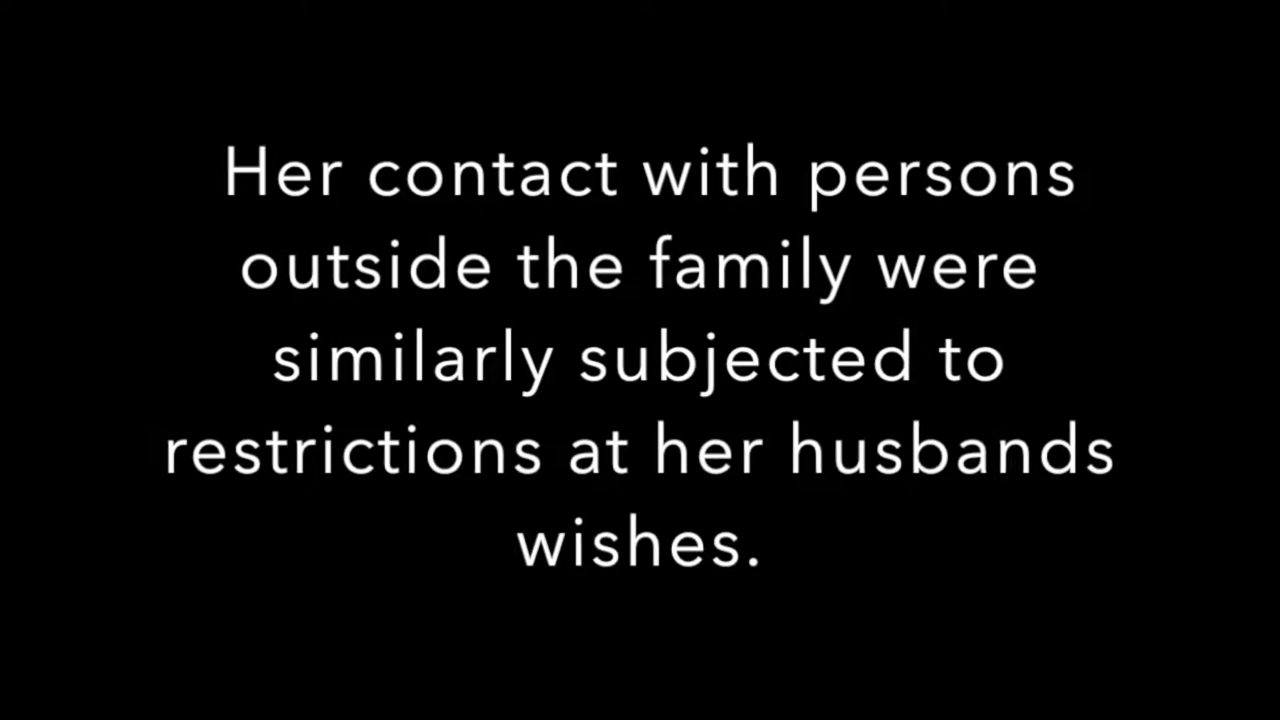 Her contact with persons
outside the family were
similarly subjected to
restrictions at her husbands
wishes.